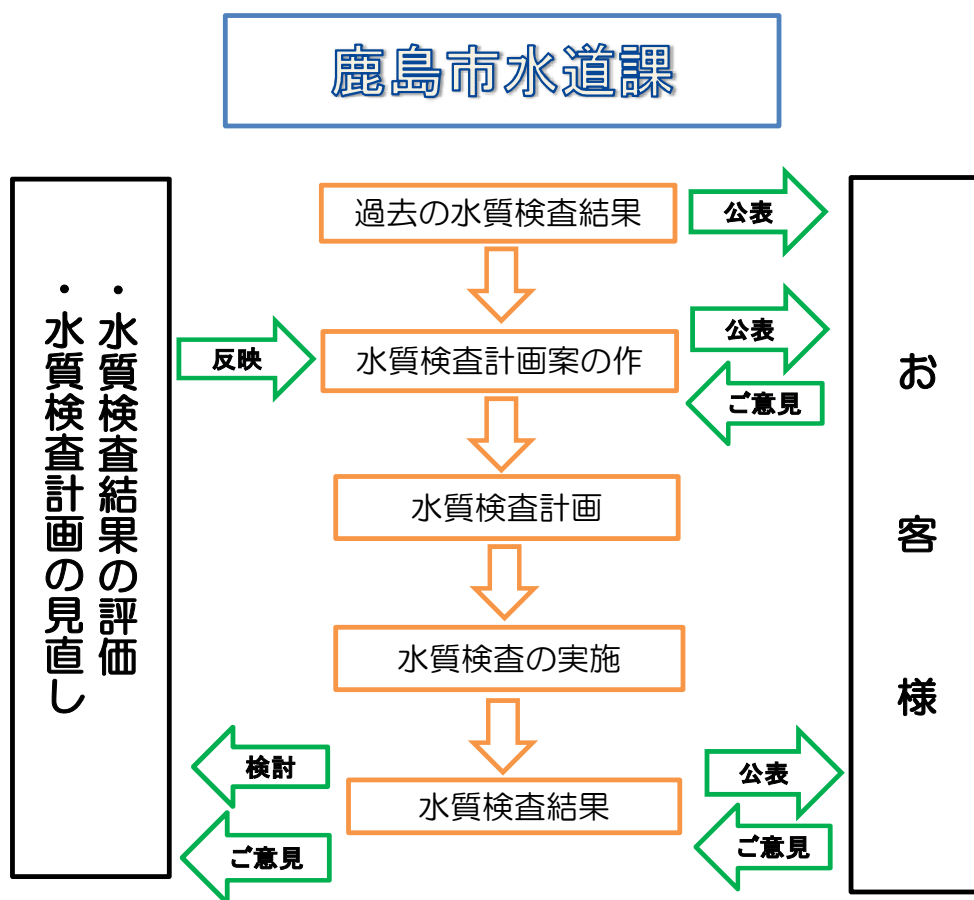 鹿島市水道課
過去の水質検査結果
公表
・水質検査結果の評価
・水質検査計画の見直し
反映
水質検査計画案の作
公表
ご意見
お客様
水質検査計画
水質検査の実施
検討
水質検査結果
公表
ご意見
ご意見